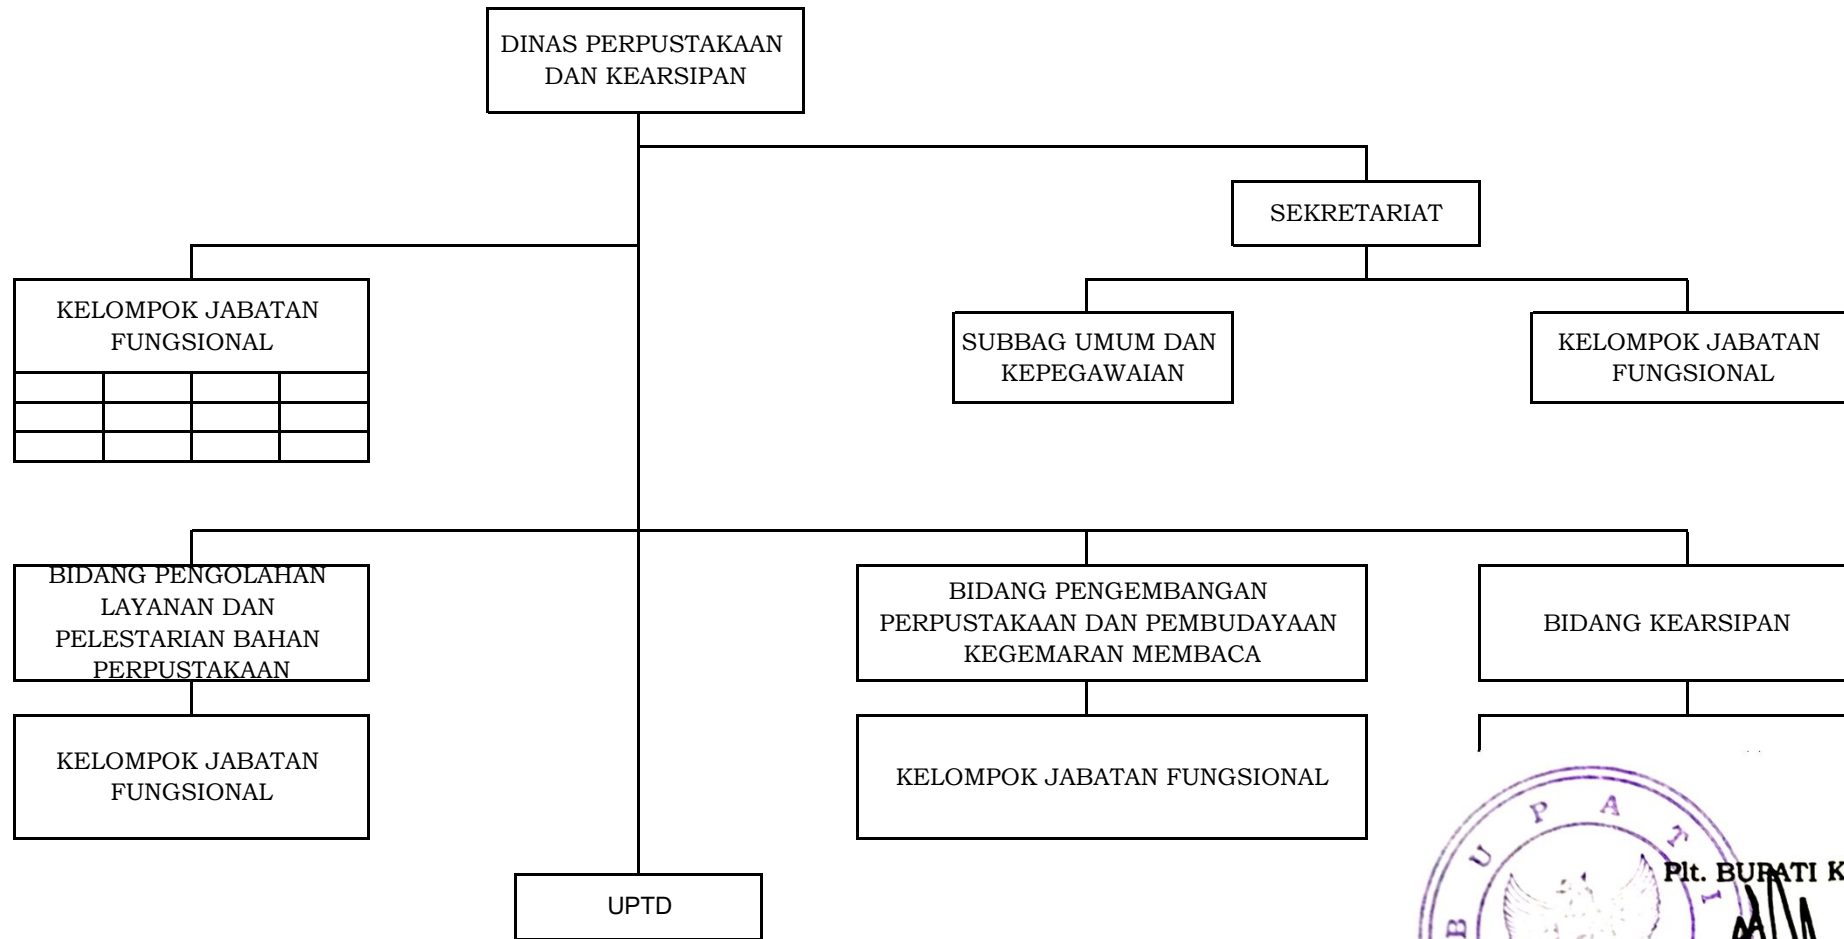 DINAS PERPUSTAKAAN
DAN KEARSIPAN
SEKRETARIAT
KELOMPOK JABATAN
FUNGSIONAL
SUBBAG UMUM DAN
KEPEGAWAIAN
KELOMPOK JABATAN
FUNGSIONAL
BIDANG PENGOLAHAN
LAYANAN DAN
PELESTARIAN BAHAN
PERPUSTAKAAN
BIDANG PENGEMBANGAN
PERPUSTAKAAN DAN PEMBUDAYAAN
KEGEMARAN MEMBACA
BIDANG KEARSIPAN
KELOMPOK JABATAN
FUNGSIONAL
KELOMPOK JABATAN FUNGSIONAL
UPTD
BUPATI
Plt. BUPATI K